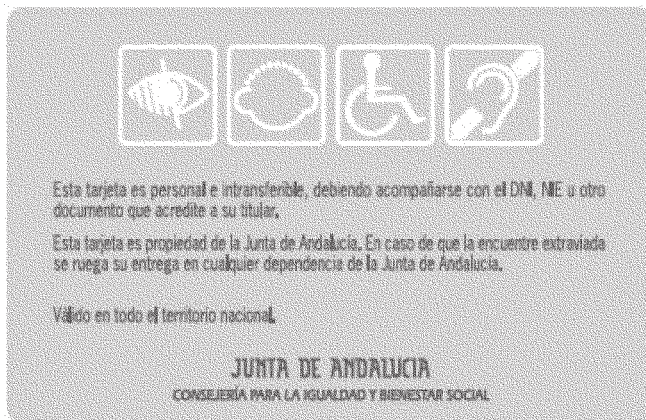 Esta tarjeta es personal e intransferible, debiendo acompañarse con el DNI, NIE u otro
documento que acredite a su titular.
Esta tarjeta es propiedad de la Junta de Andalucía. En caso de que la encuentre extraviada
se ruega su entrega en cualquier dependencia de la Junta de Andalucía.
Válido en todo el territorio nacional.
JUNTA DE ANDALUCIA
CONSEJERÍA PARA LA IGUALDAD Y BIENESTAR SOCIAL